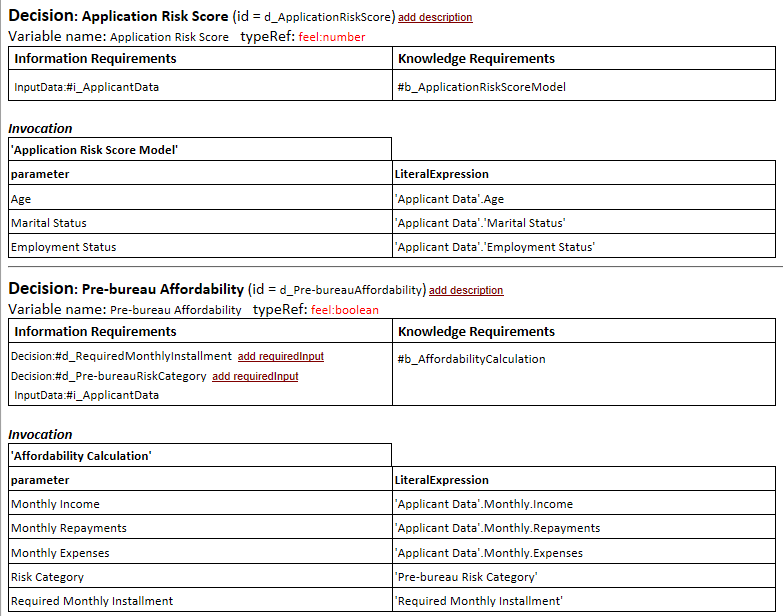 Decision: Application Risk Score (id = d_ApplicationRiskScore) add description
Variable name: Application Risk Score typeRef: feel:number
Information Requirements Knowledge Requirements
InputData:#i_ApplicantData #b_ApplicationRiskScoreModel
Invocation
'Application Risk Score Model'
parameter LiteralExpression
Age 'Applicant Data'.Age
Marital Status 'Applicant Data'.'Marital Status'
Employment Status 'Applicant Data'.'Employment Status'
Decision: Pre-bureau Affordability (id = d_Pre-bureauAffordability) add description
Variable name: Pre-bureau Affordability typeRef: feel:boolean
Information Requirements Knowledge Requirements
Decision:#d_RequiredMonthlyInstallment add requiredInput #b_AffordabilityCalculation
Decision:#d_Pre-bureauRiskCategory add requiredInput
InputData:#i_ApplicantData
Invocation
'Affordability Calculation'
parameter LiteralExpression
Monthly Income 'Applicant Data'.Monthly.Income
Monthly Repayments 'Applicant Data'.Monthly.Repayments
Monthly Expenses 'Applicant Data'.Monthly.Expenses
Risk Category 'Pre-bureau Risk Category'
Required Monthly Installment 'Required Monthly Installment'